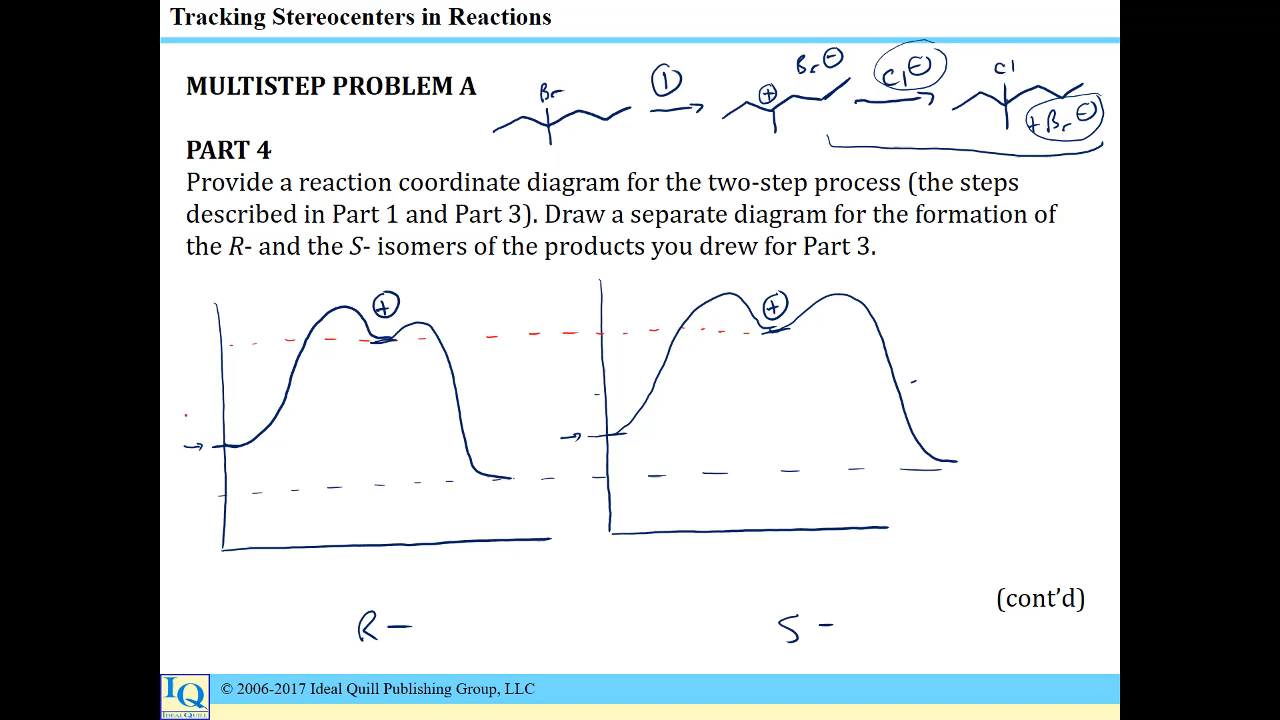 Tracking Stereocenters in Reactions
MULTISTEP PROBLEM A
Br
①
⊕
Br⊖
Cl⊖
Cl
+ Br⊖
PART 4
Provide a reaction coordinate diagram for the two-step process (the steps
described in Part 1 and Part 3). Draw a separate diagram for the formation of
the R- and the S- isomers of the products you drew for Part 3.
⊕
⊕
R -
S -
(cont’d)
IQ
IDEAL QUILL
© 2006-2017 Ideal Quill Publishing Group, LLC